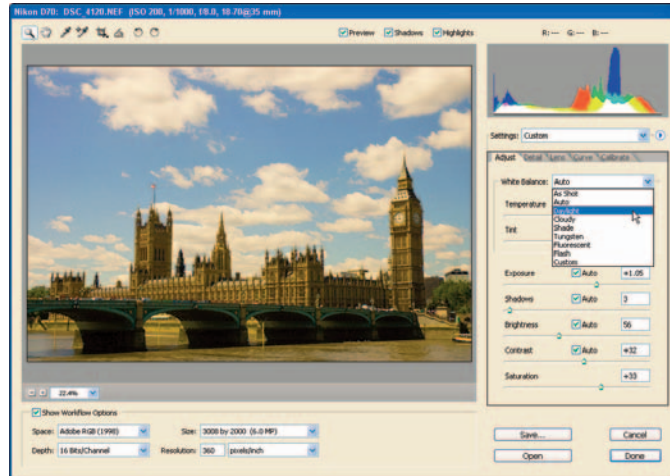 Nikon D70: DSC_4120.NEF (ISO 200, 1/1000, f/8.0, 18-70@35 mm)
Preview Shadows Highlights R: --- G: --- B: ---
Settings: Custom
Adjust Detail Lens Curve Calibrate
White Balance: Auto
As Shot
Auto
Daylight
Cloudy
Shade
Tungsten
Fluorescent
Flash
Custom
Temperature
Tint
Exposure Auto +1.05
Shadows Auto 3
Brightness Auto 56
Contrast Auto +32
Saturation +33
22.4%
Show Workflow Options
Space: Adobe RGB (1998) Size: 3008 by 2000 (6.0 MP)
Depth: 16 Bits/Channel Resolution: 360 pixels/inch
Save... Cancel
Open Done